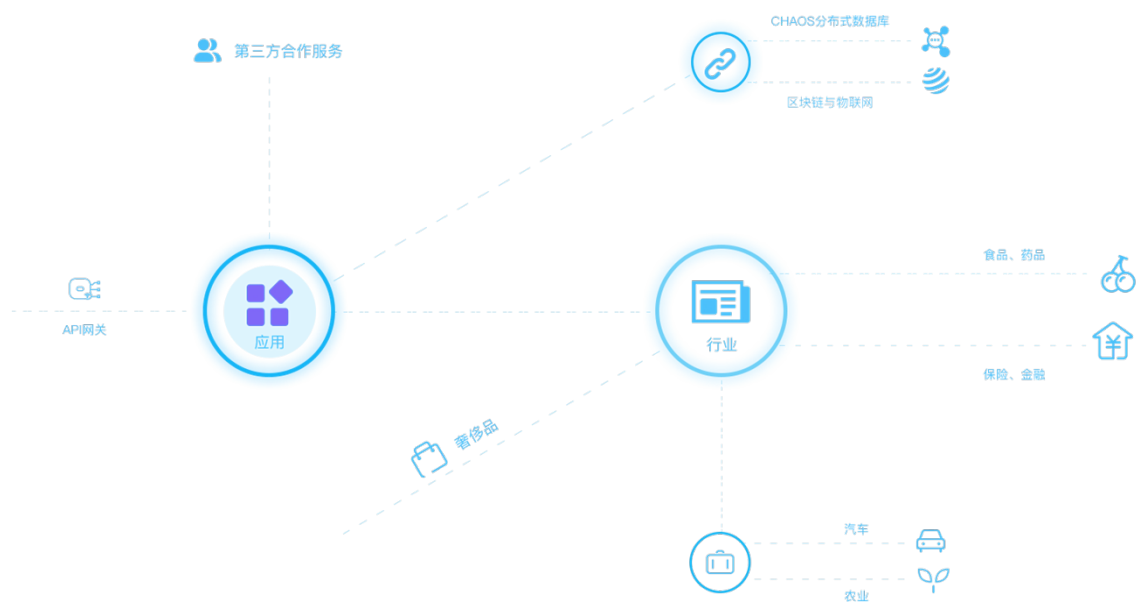 CHAOS分布式数据库
第三方合作服务
区块链与物联网
食品、药品
API网关
应用
行业
保险、金融
奢侈品
汽车
农业